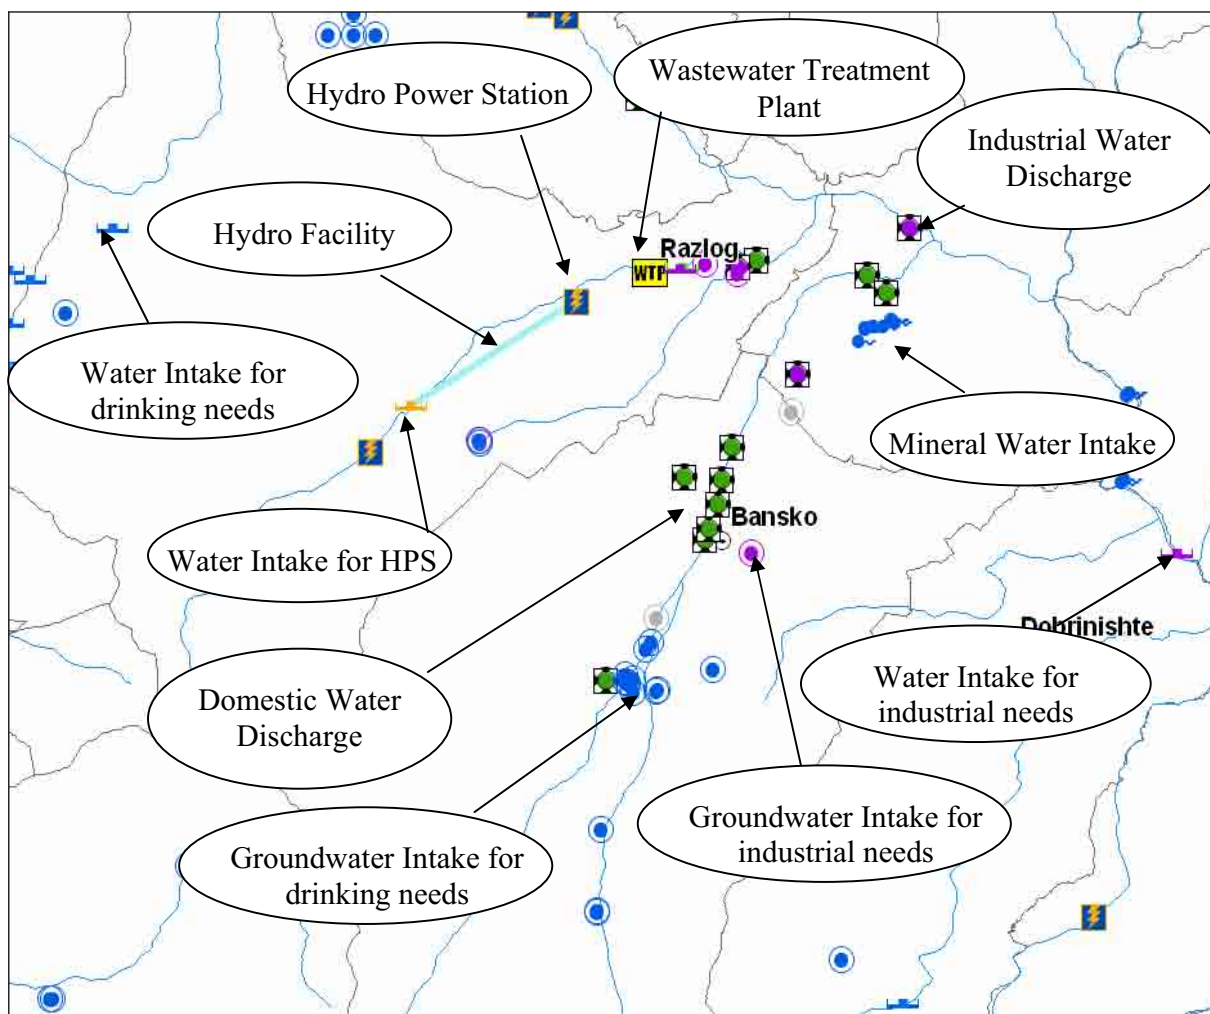 Hydro Power Station
Wastewater Treatment
Plant
Industrial Water
Discharge
Hydro Facility
Razlog
WTP
Water Intake for
drinking needs
Mineral Water Intake
Bansko
Water Intake for HPS
Dobrinishte
Water Intake for
industrial needs
Domestic Water
Discharge
Groundwater Intake for
industrial needs
Groundwater Intake for
drinking needs